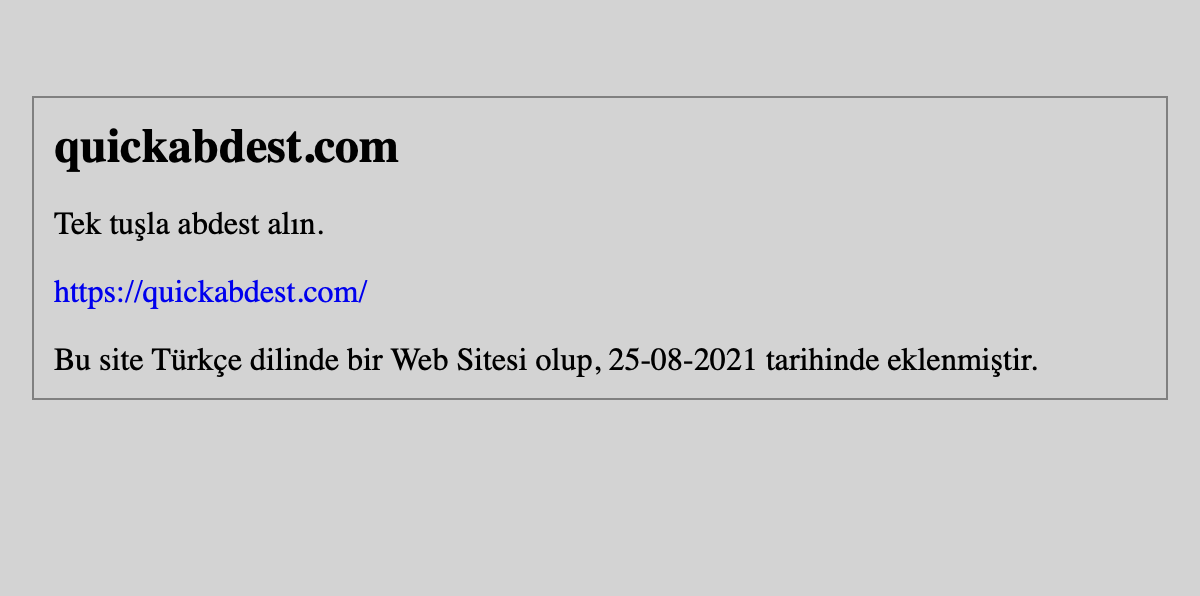 quickabdest.com
Tek tuşla abdest alın.
https://quickabdest.com/
Bu site Türkçe dilinde bir Web Sitesi olup, 25-08-2021 tarihinde eklenmiştir.